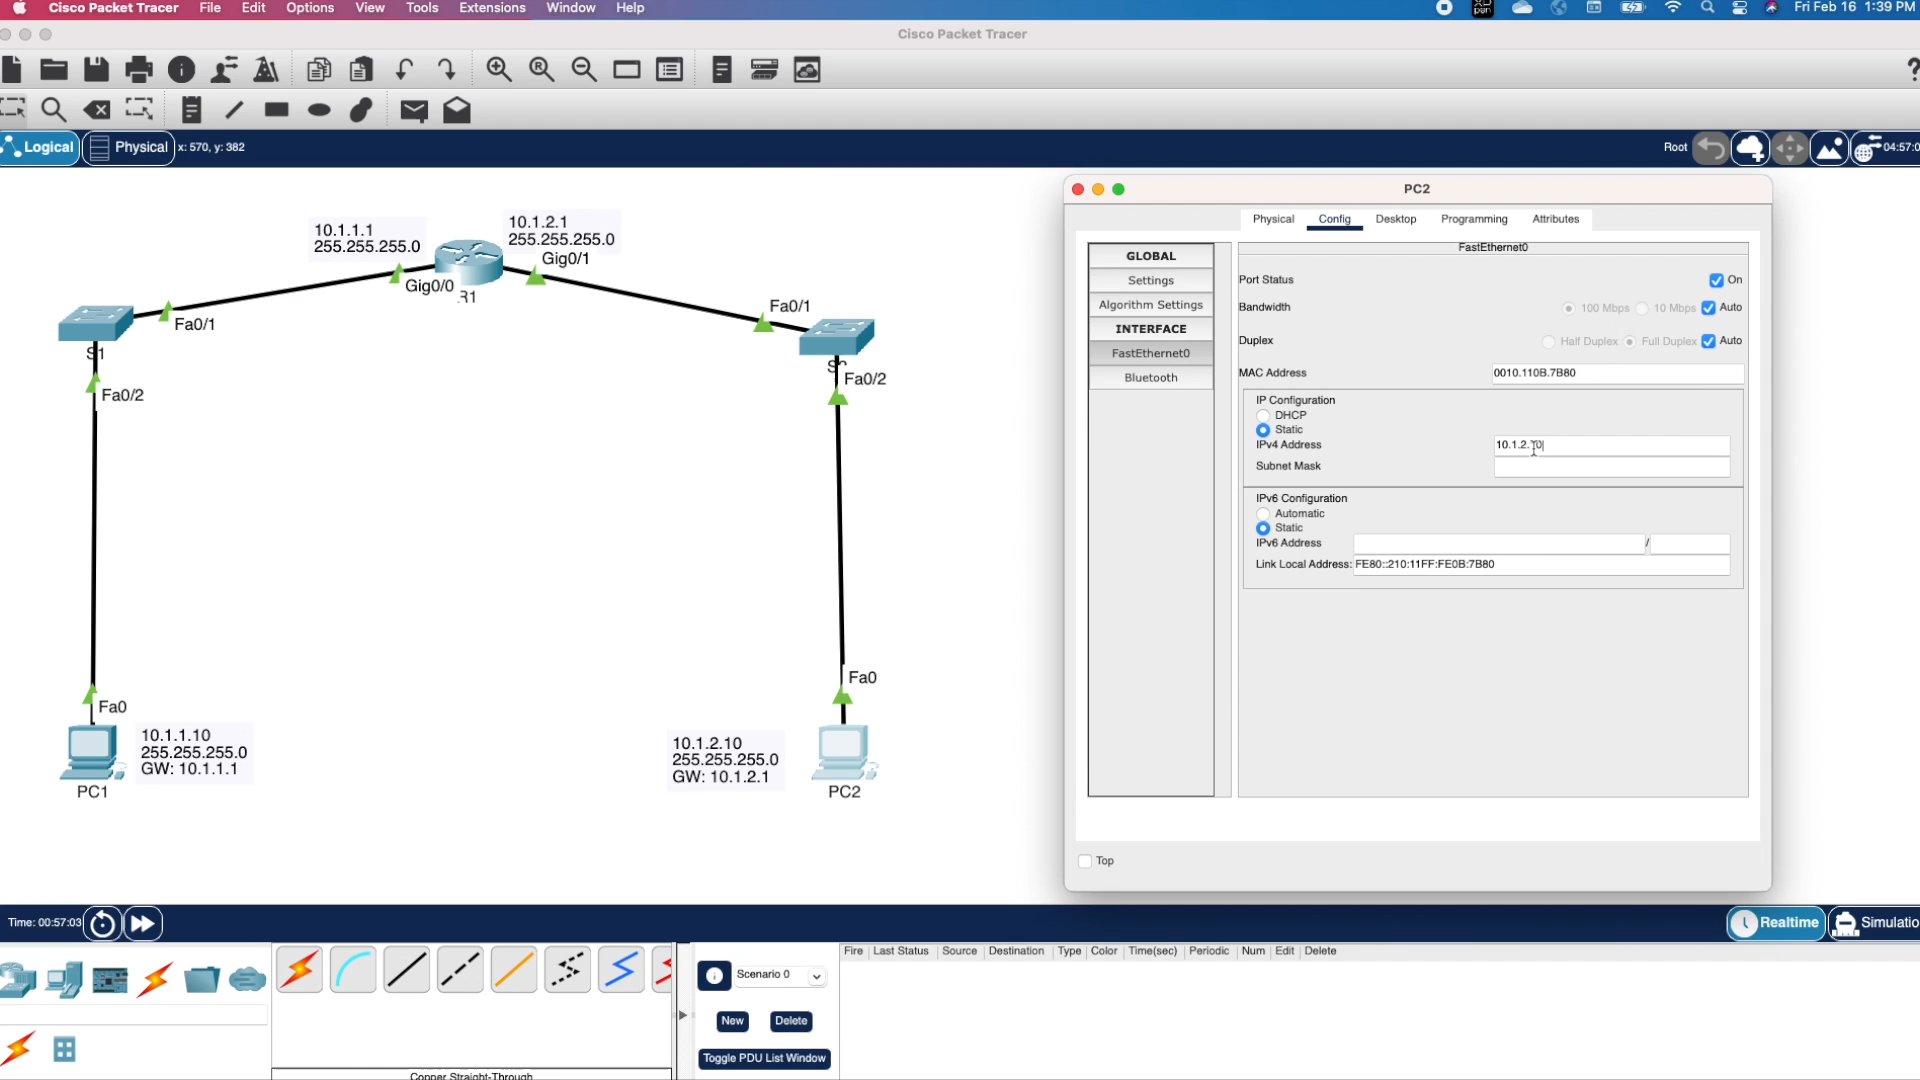 Cisco Packet Tracer File Edit Options View Tools Extensions Window Help Fri Feb 16 1:39 PM
Cisco Packet Tracer
Logical Physical x: 570, y: 382 Root
10.1.1.1
255.255.255.0
10.1.2.1
255.255.255.0
Gig0/1
Gig0/0
R1
Fa0/1
S1
Fa0/2
Fa0/1
Fa0/2
Fa0
PC1
10.1.1.10
255.255.255.0
GW: 10.1.1.1
10.1.2.10
255.255.255.0
GW: 10.1.2.1
Fa0
PC2
PC2
Physical Config Desktop Programming Attributes
GLOBAL
Settings
Algorithm Settings
INTERFACE
FastEthernet0
Bluetooth
FastEthernet0
Port Status On
Bandwidth 100 Mbps 10 Mbps Auto
Duplex Half Duplex Full Duplex Auto
MAC Address 0010.110B.7B80
IP Configuration
DHCP
Static
IPv4 Address 10.1.2.10
Subnet Mask
IPv6 Configuration
Automatic
Static
IPv6 Address /
Link Local Address: FE80::210:11FF:FE0B:7B80
Top
Time: 00:57:03 Realtime Simulatio
Fire Last Status Source Destination Type Color Time(sec) Periodic Num Edit Delete
Scenario 0
New Delete
Toggle PDU List Window
Copper Straight-Through